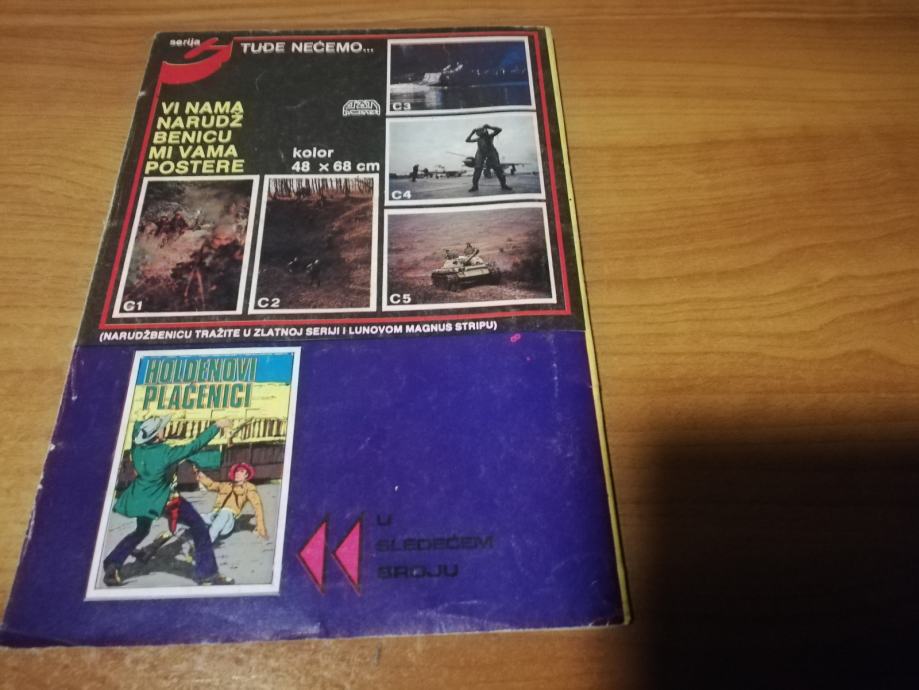 serija
TUĐE NEĆEMO...
VI NAMA
NARUDŽ
BENICU
MI VAMA
POSTERE
kolor
48 x 68 cm
C3
C4
C1
C2
C5
(NARUDŽBENICU TRAŽITE U ZLATNOJ SERIJI I LUNOVOM MAGNUS STRIPU)
HOLDENOVI
PLAĆENICI
U
SLEDEĆEM
BROJU